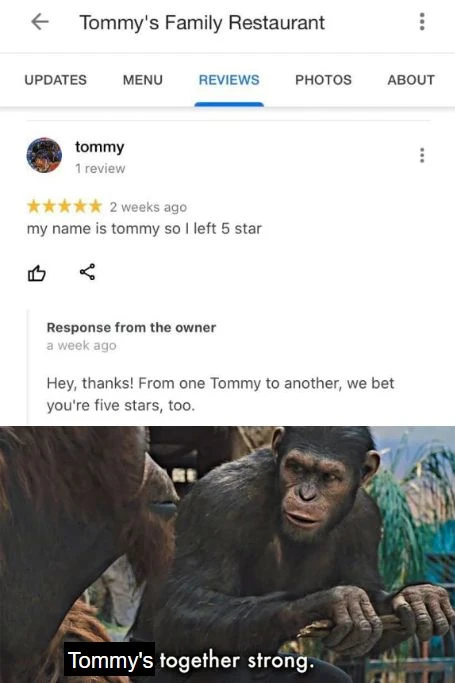 Tommy's Family Restaurant
UPDATES MENU REVIEWS PHOTOS ABOUT
tommy
1 review
2 weeks ago
my name is tommy so I left 5 star
Response from the owner
a week ago
Hey, thanks! From one Tommy to another, we bet
you're five stars, too.
Tommy's together strong.